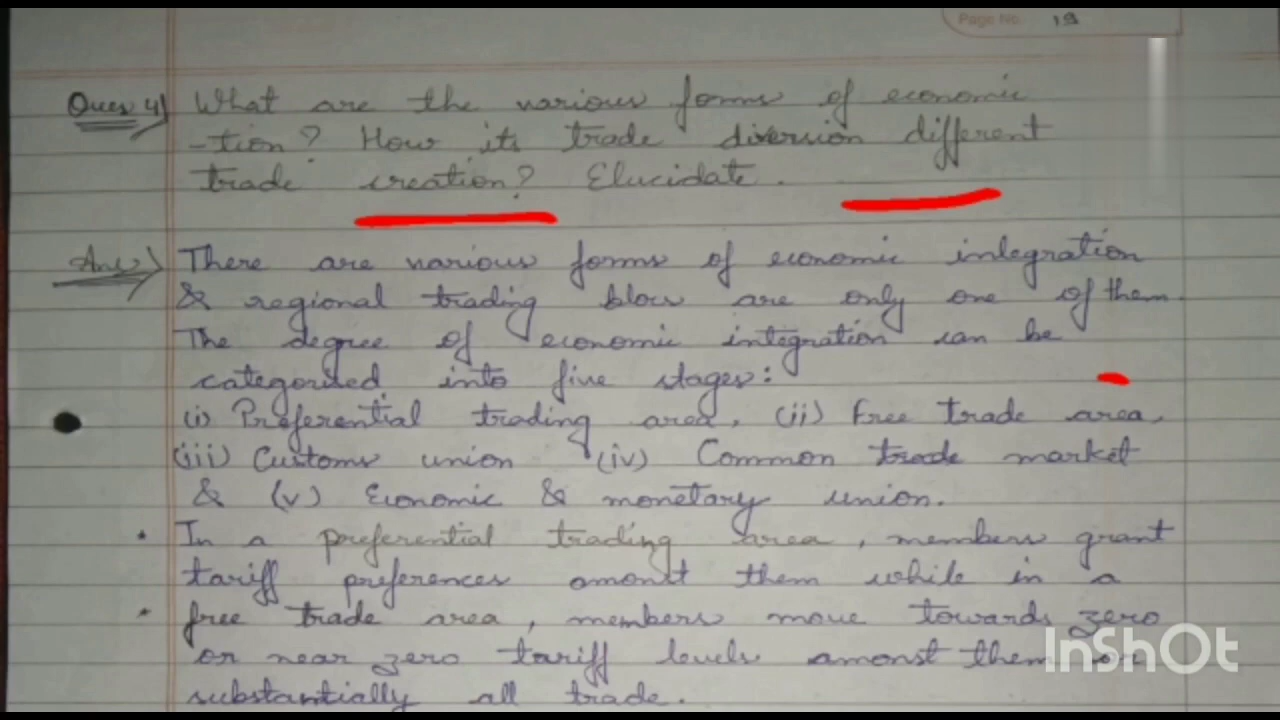 Page No. 19
Ques 4) What are the various forms of economic
-tion? How its trade diversion different
trade creation? Elucidate.
Ans) There are various forms of economic integration
& regional trading blows are only one of them.
The degree of economic integration can be
categorised into five stages:
(i) Preferential trading area, (ii) Free trade area,
(iii) Customs union (iv) Common trade market
& (v) Economic & monetary union.
• In a preferential trading area, members grant
tariff preferences amonst them while in a
• free trade area, members move towards zero
or near zero tariff levels amonst them on
substantially all trade.
InShOt